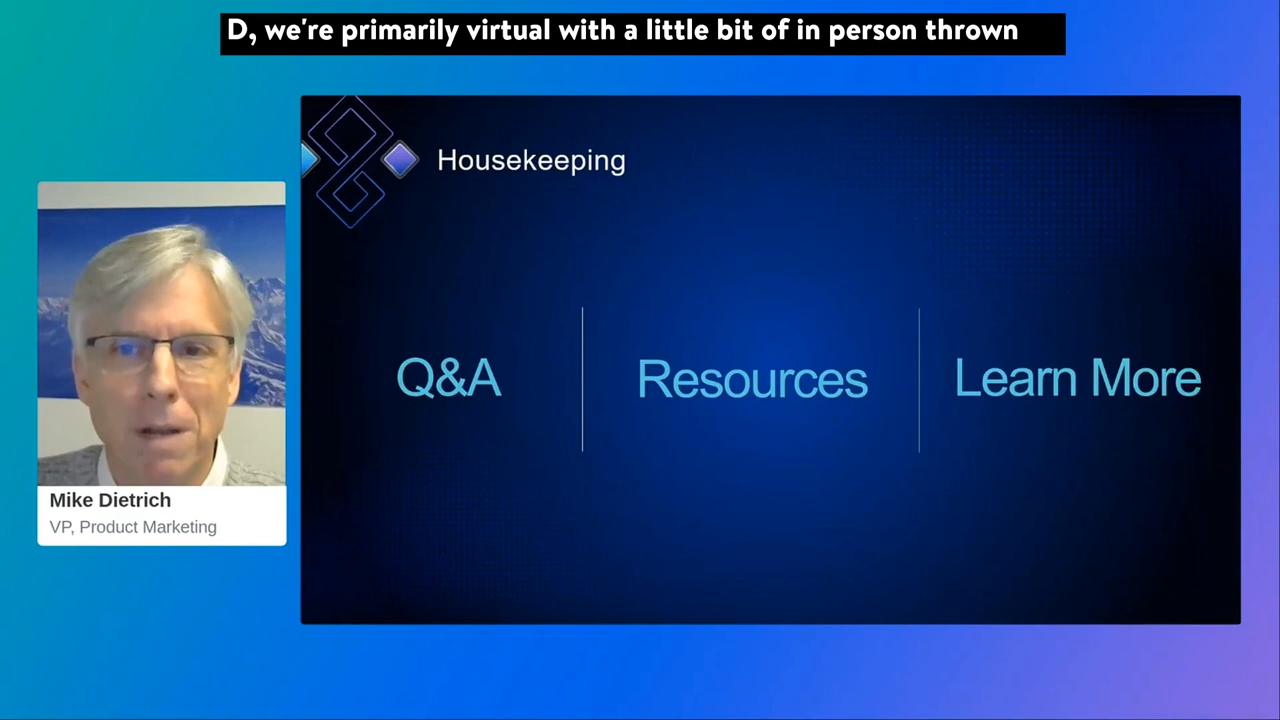 D, we're primarily virtual with a little bit of in person thrown
Housekeeping
Q&A
Resources
Learn More
Mike Dietrich
VP, Product Marketing